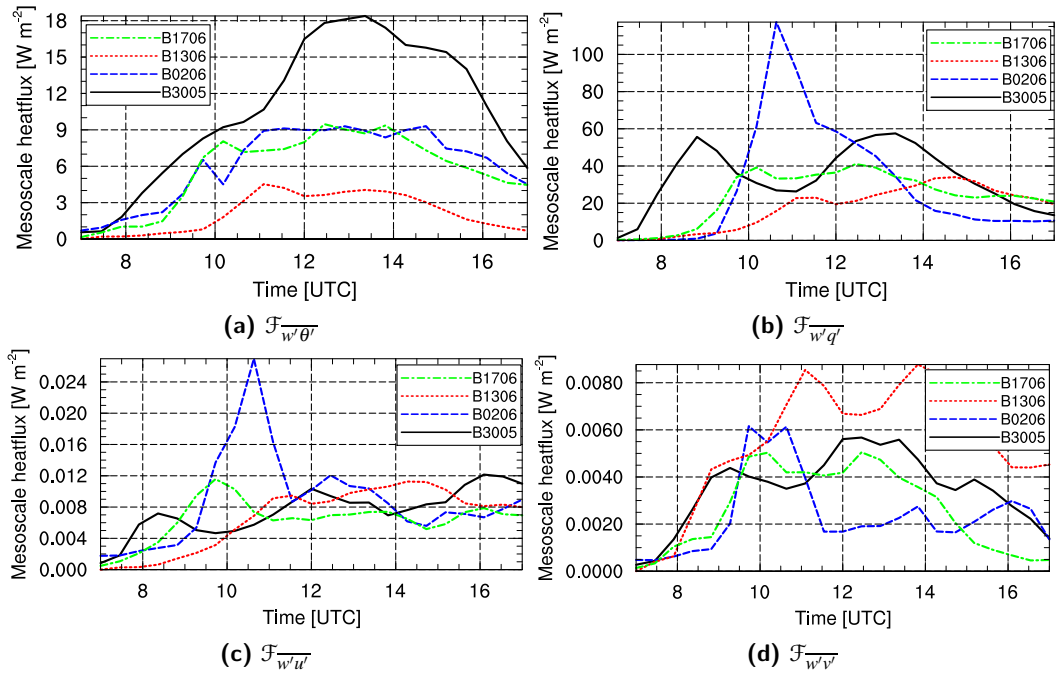 Mesoscale heatflux [W m-2]
18
15
12
9
6
3
0
B1706
B1306
B0206
B3005
8
10
12
14
16
Time [UTC]
(a) ℱ_w′θ′
Mesoscale heatflux [W m-2]
100
80
60
40
20
0
B1706
B1306
B0206
B3005
8
10
12
14
16
Time [UTC]
(b) ℱ_w′q′
Mesoscale heatflux [W m-2]
0.024
0.020
0.016
0.012
0.008
0.004
0.000
B1706
B1306
B0206
B3005
8
10
12
14
16
Time [UTC]
(c) ℱ_w′u′
Mesoscale heatflux [W m-2]
0.0080
0.0060
0.0040
0.0020
0.0000
B1706
B1306
B0206
B3005
8
10
12
14
16
Time [UTC]
(d) ℱ_w′v′